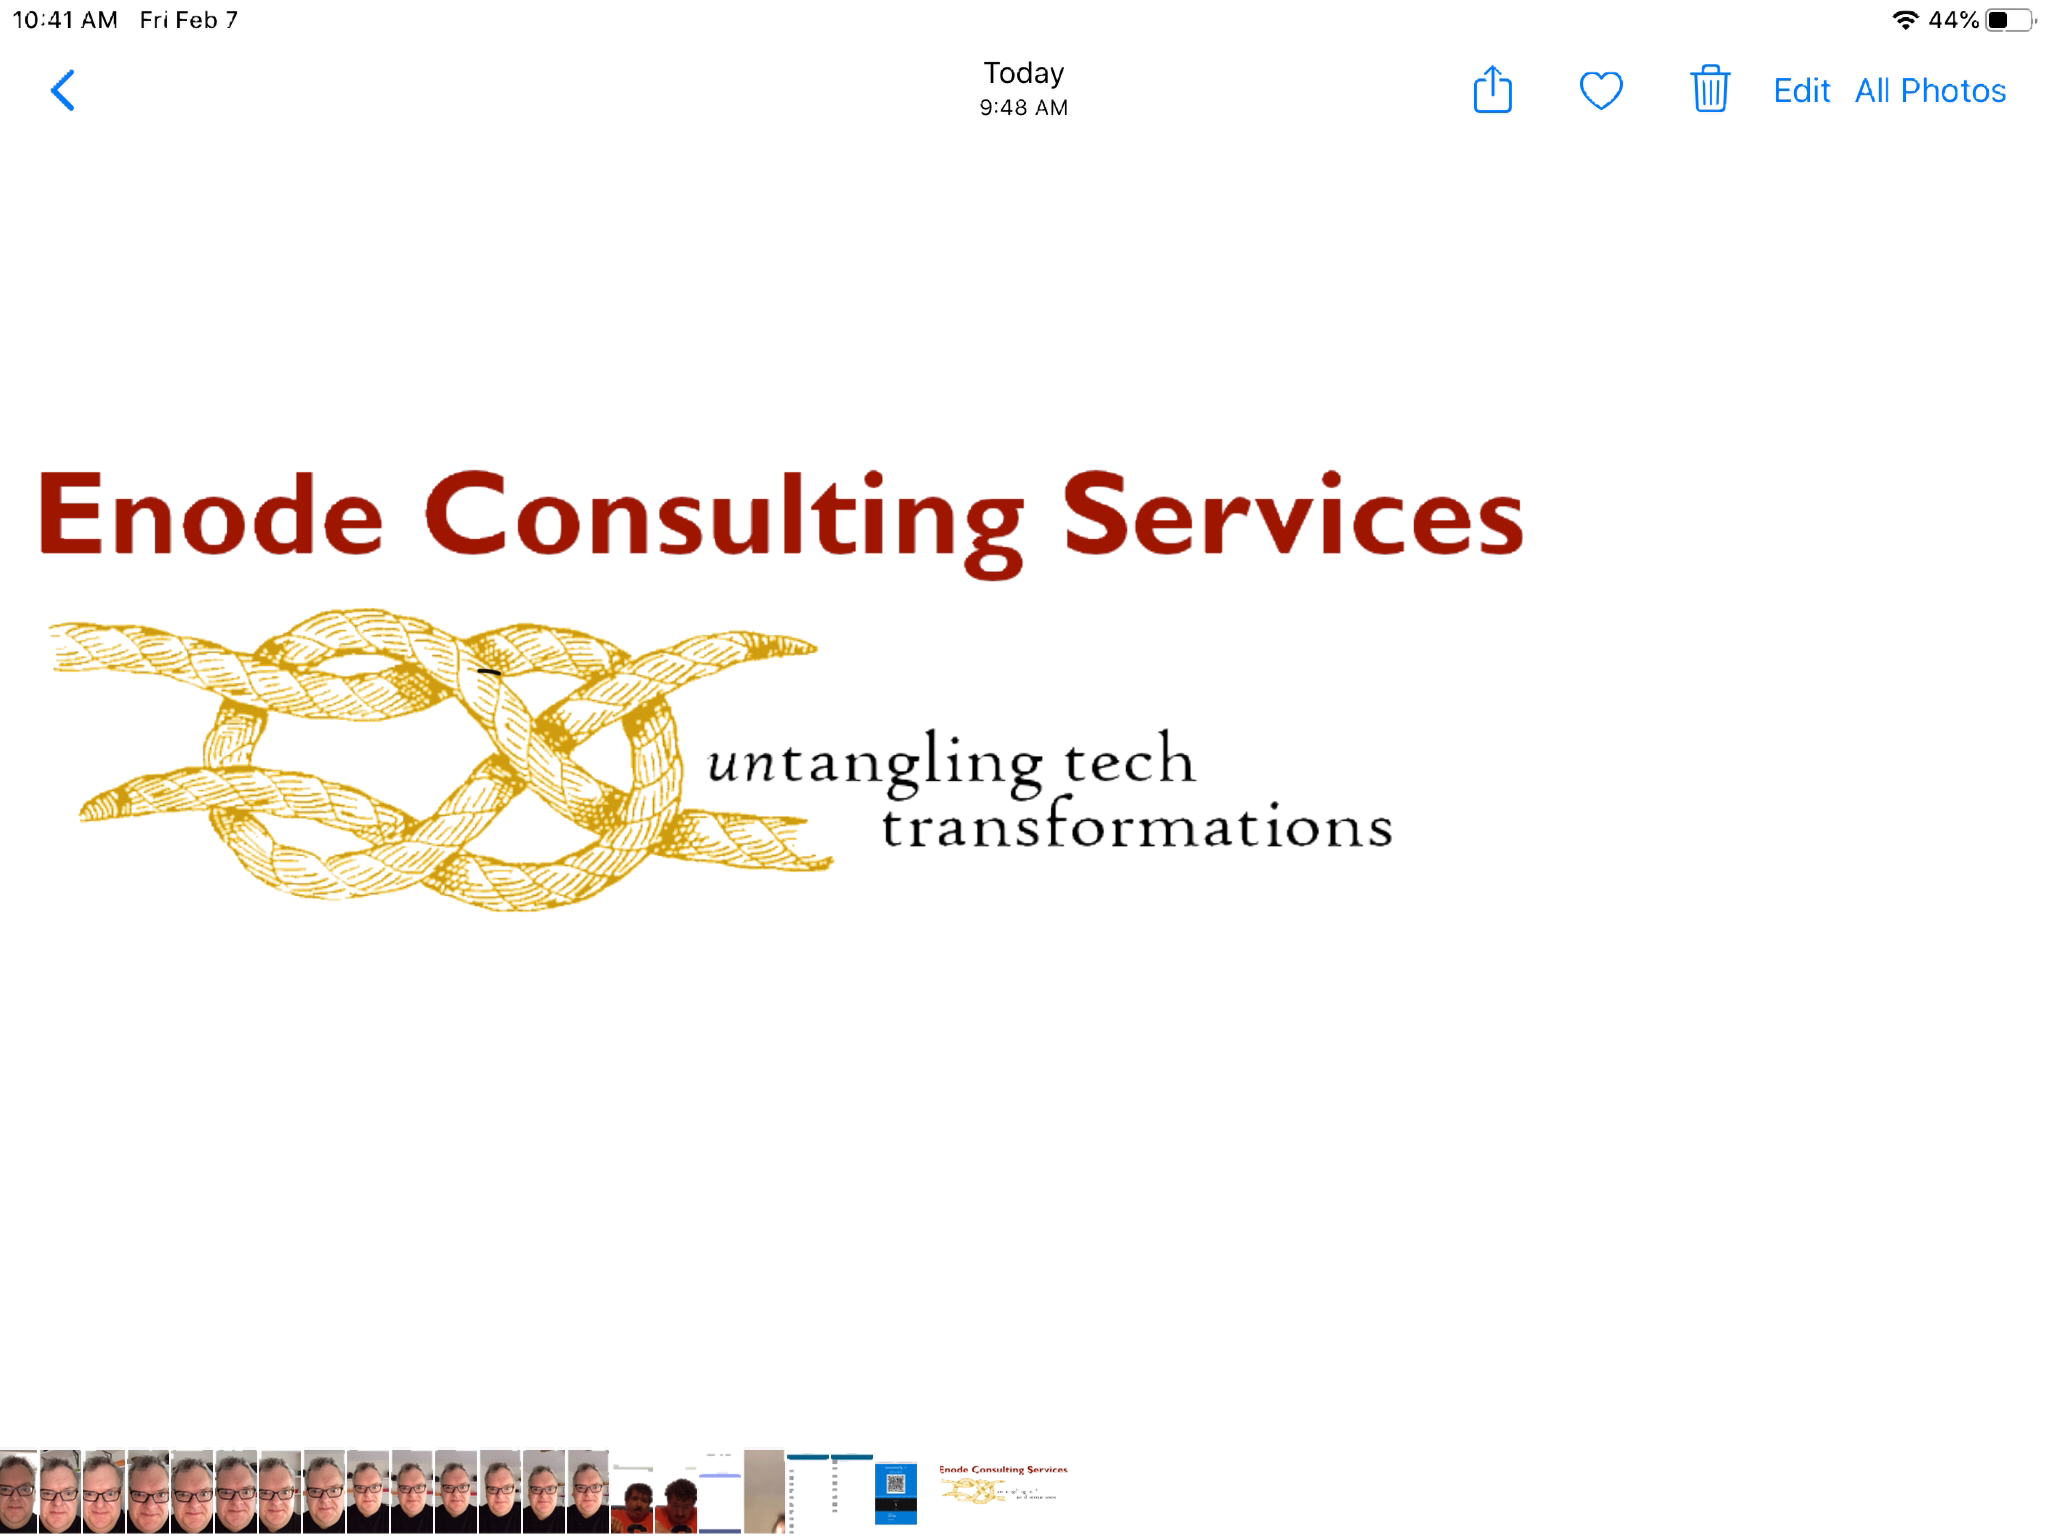 10:41 AM Fri Feb 7
44%
Today
9:48 AM
Edit All Photos
Enode Consulting Services
untangling tech
transformations
Enode Consulting Services